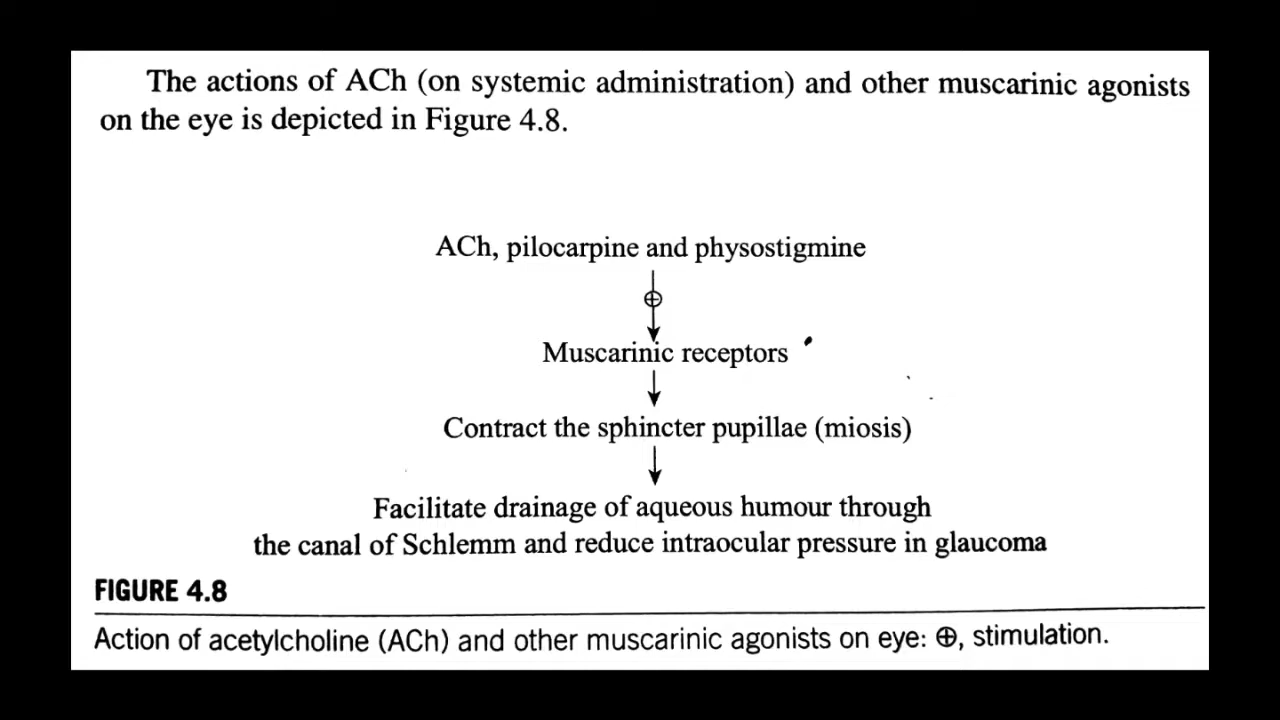 The actions of ACh (on systemic administration) and other muscarinic agonists
on the eye is depicted in Figure 4.8.
ACh, pilocarpine and physostigmine
⊕
Muscarinic receptors
Contract the sphincter pupillae (miosis)
Facilitate drainage of aqueous humour through
the canal of Schlemm and reduce intraocular pressure in glaucoma
FIGURE 4.8
Action of acetylcholine (ACh) and other muscarinic agonists on eye: ⊕, stimulation.